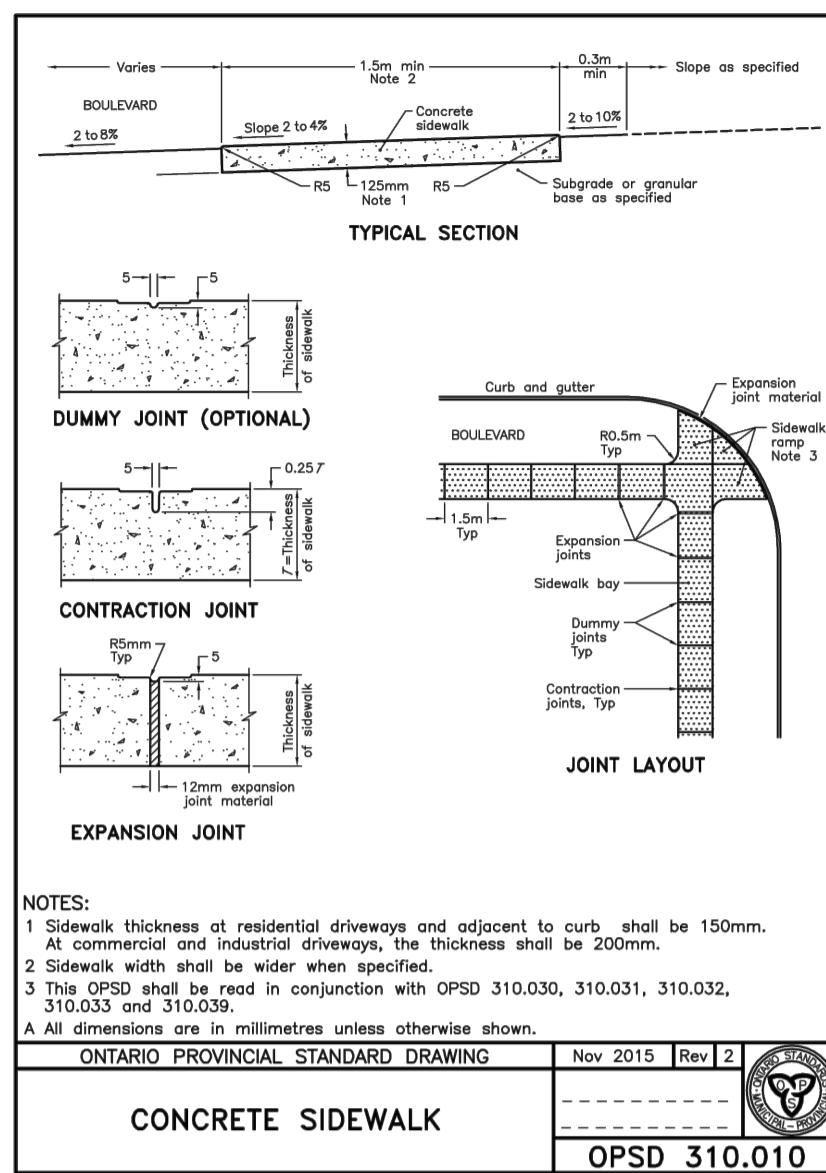 Varies
1.5m min
Note 2
0.3m
min
Slope as specified
BOULEVARD
2 to 8%
Slope 2 to 4%
Concrete
sidewalk
2 to 10%
R5
125mm
Note 1
R5
Subgrade or granular
base as specified
TYPICAL SECTION
5
5
Thickness
of sidewalk
DUMMY JOINT (OPTIONAL)
5
0.25T
T=Thickness
of sidewalk
CONTRACTION JOINT
R5mm
Typ
5
Thickness
of sidewalk
12mm expansion
joint material
EXPANSION JOINT
Curb and gutter
Expansion
joint material
BOULEVARD
R0.5m
Typ
Sidewalk
ramp
Note 3
1.5m
Typ
Expansion
joints
Sidewalk bay
Dummy
joints
Typ
Contraction
joints, Typ
JOINT LAYOUT
NOTES:
1 Sidewalk thickness at residential driveways and adjacent to curb shall be 150mm.
At commercial and industrial driveways, the thickness shall be 200mm.
2 Sidewalk width shall be wider when specified.
3 This OPSD shall be read in conjunction with OPSD 310.030, 310.031, 310.032,
310.033 and 310.039.
A All dimensions are in millimetres unless otherwise shown.
ONTARIO PROVINCIAL STANDARD DRAWING
Nov 2015 Rev 2
CONCRETE SIDEWALK
OPSD 310.010
ONTARIO
MUNICIPAL
O P
S